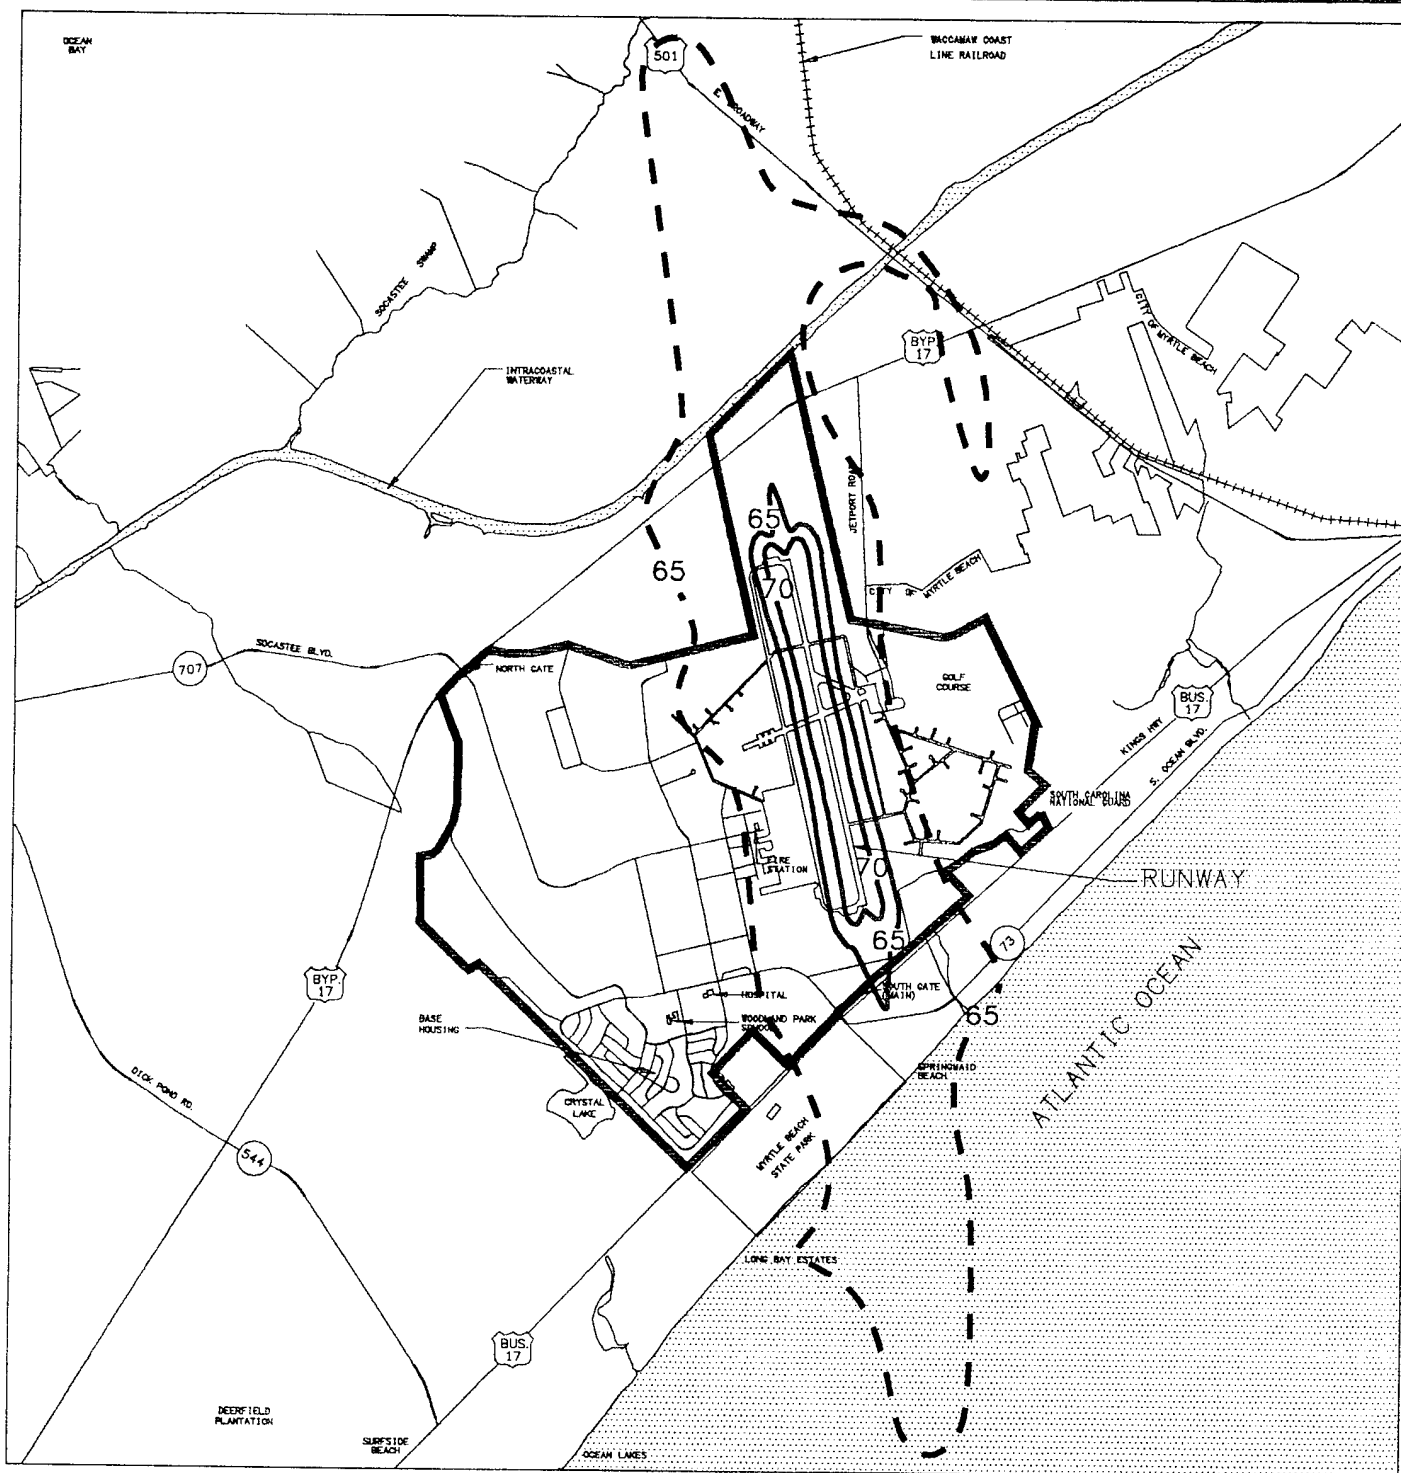 OCEAN
BAY
501
WACCAMAW COAST
LINE RAILROAD
E. BROADWAY
SOCASTEE SWAMP
CITY OF MYRTLE BEACH
BYP
17
INTRACOASTAL
WATERWAY
JETPORT ROAD
65
65
70
CITY OF MYRTLE BEACH
SOCASTEE BLVD.
707
NORTH GATE
GOLF
COURSE
BUS.
17
KINGS HWY
S. OCEAN BLVD.
SOUTH CAROLINA
NATIONAL GUARD
FIRE
STATION
70
RUNWAY
65
73
BYP.
17
SOUTH GATE
(MAIN)
HOSPITAL
WOODLAND PARK
SCHOOL
BASE
HOUSING
65
ATLANTIC OCEAN
SPRINGMAID
BEACH
DICK POND RD.
CRYSTAL
LAKE
MYRTLE BEACH
STATE PARK
544
LONG BAY ESTATES
BUS.
17
DEERFIELD
PLANTATION
SURFSIDE
BEACH
OCEAN LAKES